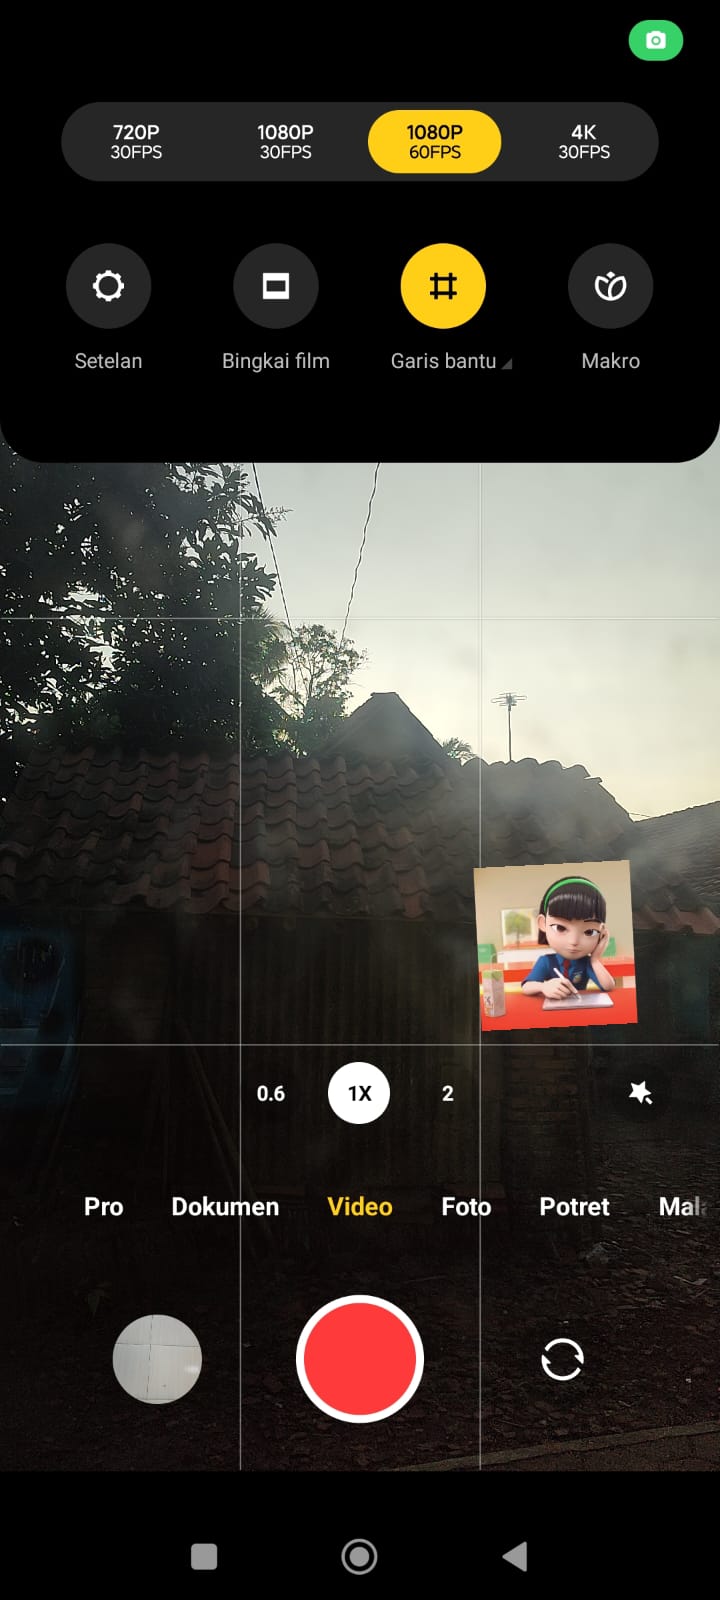 720P
30FPS
1080P
30FPS
1080P
60FPS
4K
30FPS
Setelan
Bingkai film
Garis bantu
Makro
0.6
1X
2
Pro
Dokumen
Video
Foto
Potret